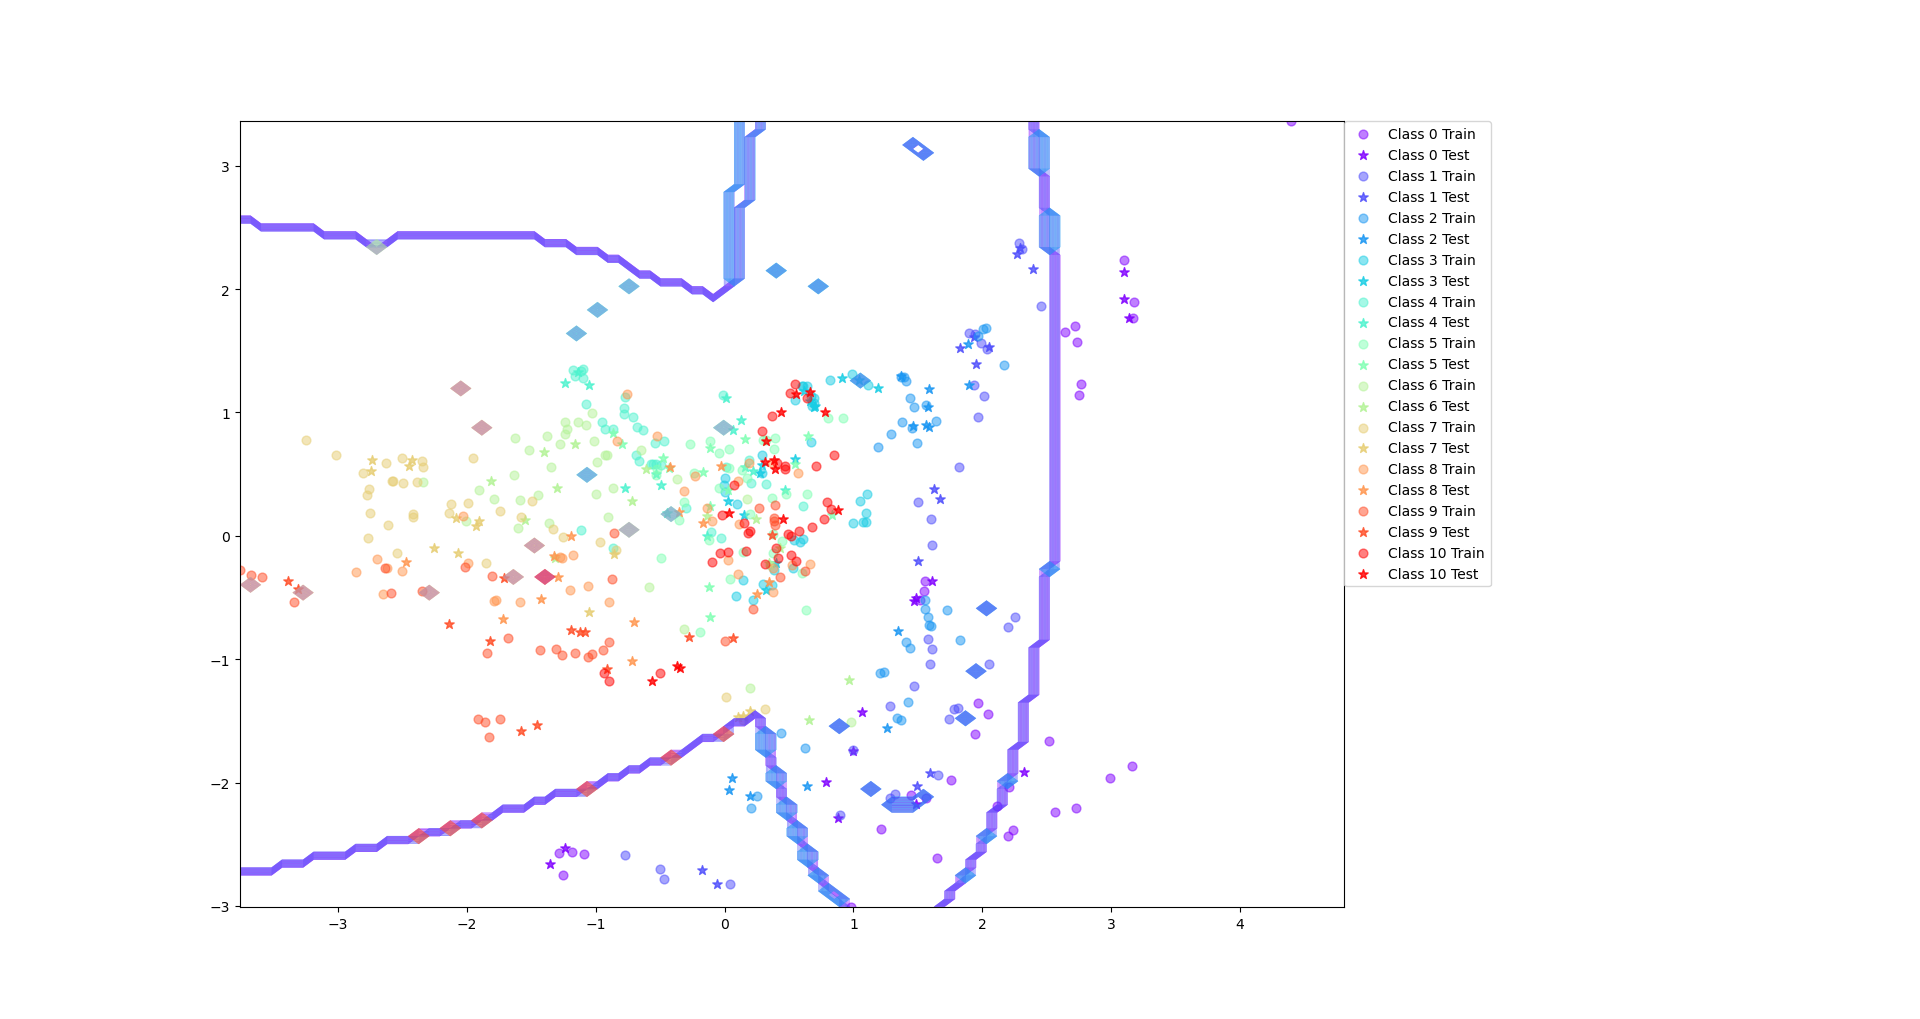 3
2
1
0
−1
−2
−3
−3
−2
−1
0
1
2
3
4
Class 0 Train
Class 0 Test
Class 1 Train
Class 1 Test
Class 2 Train
Class 2 Test
Class 3 Train
Class 3 Test
Class 4 Train
Class 4 Test
Class 5 Train
Class 5 Test
Class 6 Train
Class 6 Test
Class 7 Train
Class 7 Test
Class 8 Train
Class 8 Test
Class 9 Train
Class 9 Test
Class 10 Train
Class 10 Test